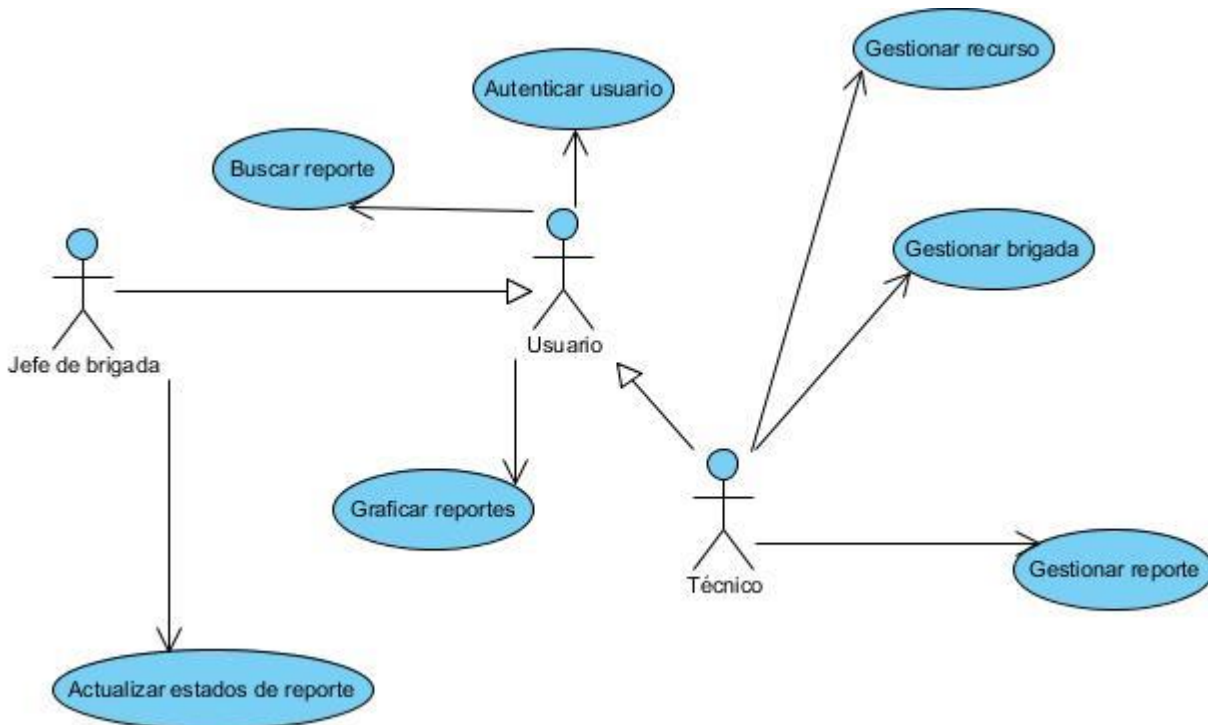 Gestionar recurso
Autenticar usuario
Buscar reporte
Gestionar brigada
Usuario
Jefe de brigada
Graficar reportes
Técnico
Gestionar reporte
Actualizar estados de reporte